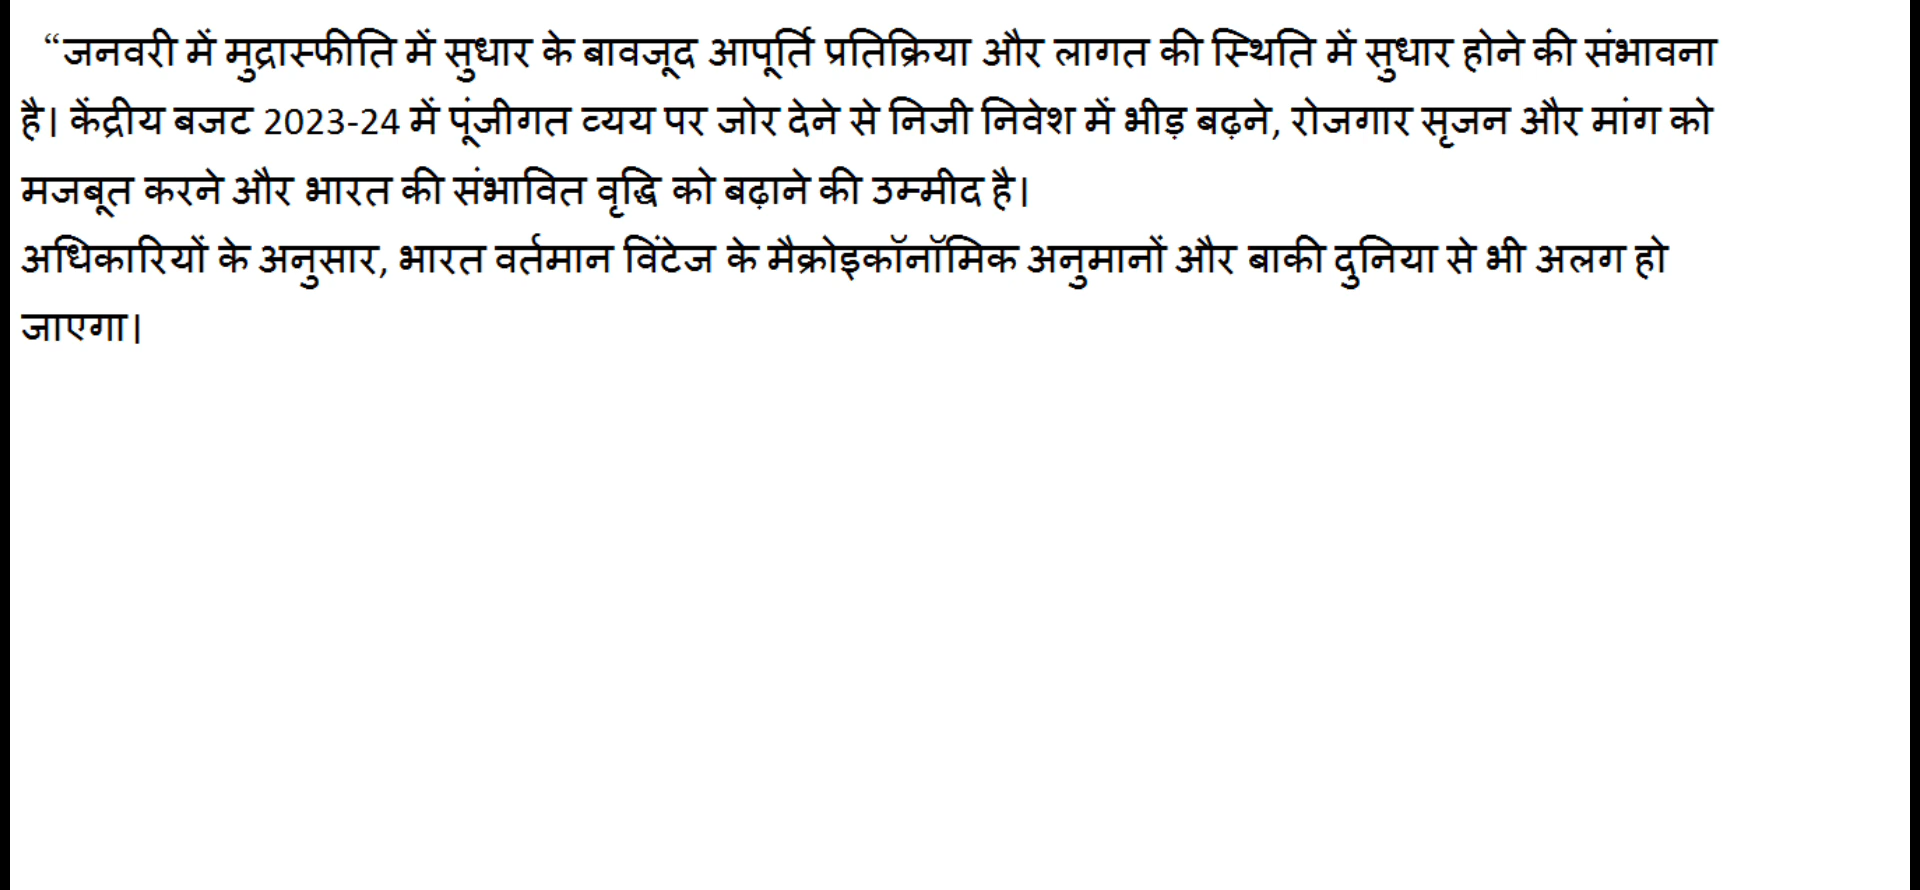 “जनवरी में मुद्रास्फीति में सुधार के बावजूद आपूर्ति प्रतिक्रिया और लागत की स्थिति में सुधार होने की संभावना
है। केंद्रीय बजट 2023-24 में पूंजीगत व्यय पर जोर देने से निजी निवेश में भीड़ बढ़ने, रोजगार सृजन और मांग को
मजबूत करने और भारत की संभावित वृद्धि को बढ़ाने की उम्मीद है।
अधिकारियों के अनुसार, भारत वर्तमान विंटेज के मैक्रोइकॉनॉमिक अनुमानों और बाकी दुनिया से भी अलग हो
जाएगा।